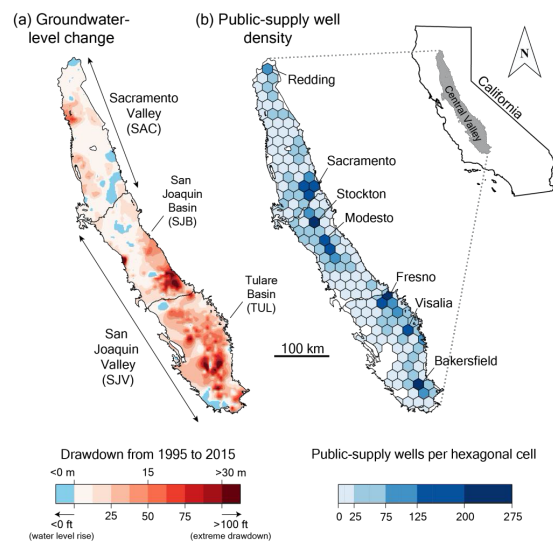 (a) Groundwater-
level change
(b) Public-supply well
density
N
California
Central Valley
Sacramento
Valley
(SAC)
San
Joaquin
Basin
(SJB)
Tulare
Basin
(TUL)
San
Joaquin
Valley
(SJV)
Redding
Sacramento
Stockton
Modesto
Fresno
Visalia
Bakersfield
100 km
Drawdown from 1995 to 2015
<0 m 15 >30 m
<0 ft 25 50 75 >100 ft
(water level rise) (extreme drawdown)
Public-supply wells per hexagonal cell
0 25 75 125 200 275